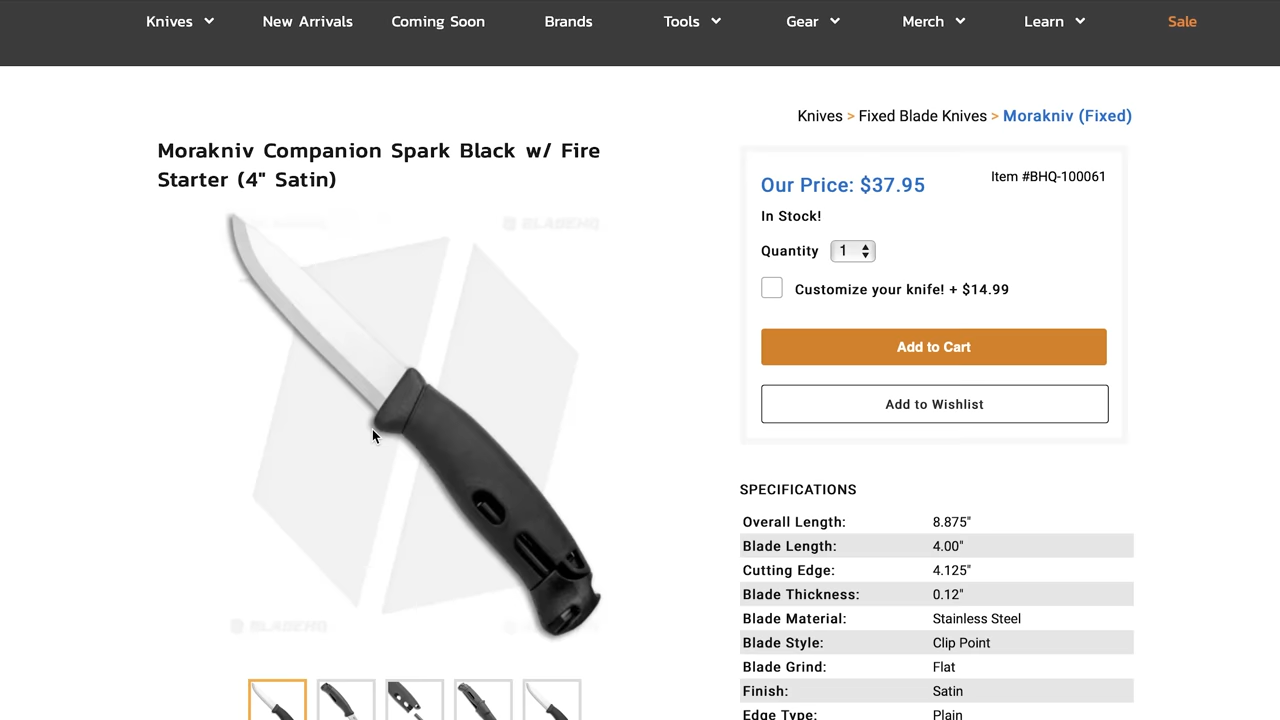 Knives
New Arrivals
Coming Soon
Brands
Tools
Gear
Merch
Learn
Sale
Knives > Fixed Blade Knives > Morakniv (Fixed)
Morakniv Companion Spark Black w/ Fire
Starter (4" Satin)
BLADEHQ
BLADEHQ
Our Price: $37.95
Item #BHQ-100061
In Stock!
Quantity 1
Customize your knife! + $14.99
Add to Cart
Add to Wishlist
SPECIFICATIONS
Overall Length: 8.875"
Blade Length: 4.00"
Cutting Edge: 4.125"
Blade Thickness: 0.12"
Blade Material: Stainless Steel
Blade Style: Clip Point
Blade Grind: Flat
Finish: Satin
Edge Type: Plain